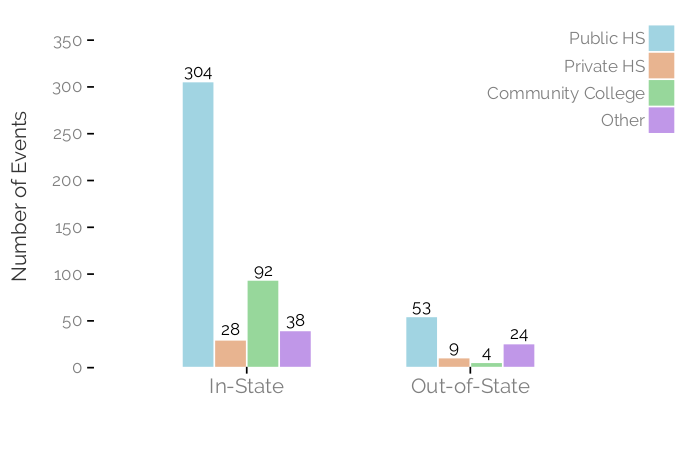 Number of Events
350
300
250
200
150
100
50
0
Public HS
Private HS
Community College
Other
304
28
92
38
53
9
4
24
In-State
Out-of-State